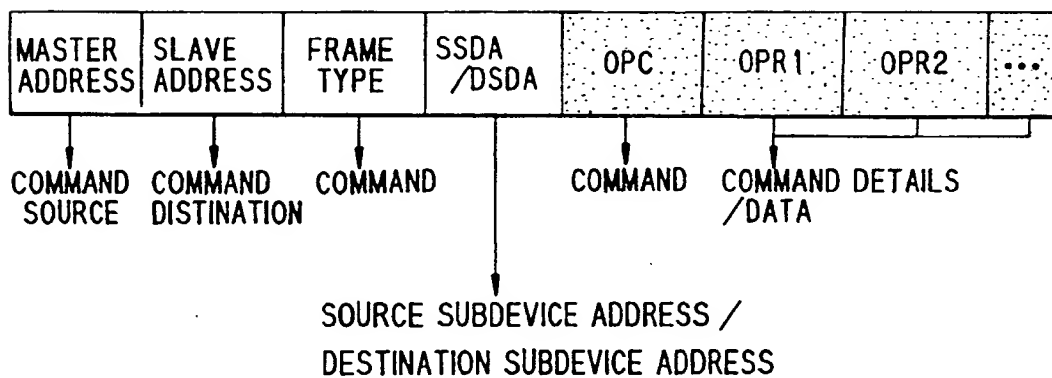 MASTER ADDRESS
SLAVE ADDRESS
FRAME TYPE
SSDA /DSDA
OPC
OPR1
OPR2
...
COMMAND SOURCE
COMMAND DISTINATION
COMMAND
COMMAND
COMMAND DETAILS
/DATA
SOURCE SUBDEVICE ADDRESS /
DESTINATION SUBDEVICE ADDRESS